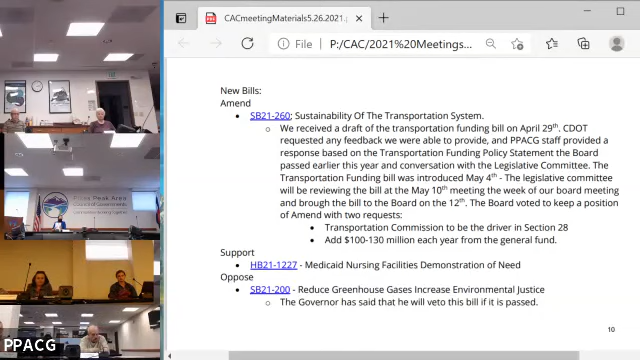 CACmeetingMaterials5.26.2021.p
File
P:/CAC/2021%20Meetings...
New Bills:
Amend
SB21-260; Sustainability Of The Transportation System.
We received a draft of the transportation funding bill on April 29th. CDOT
requested any feedback we were able to provide, and PPACG staff provided a
response based on the Transportation Funding Policy Statement the Board
passed earlier this year and conversation with the Legislative Committee. The
Transportation Funding bill was introduced May 4th - The legislative committee
will be reviewing the bill at the May 10th meeting the week of our board meeting
and brough the bill to the Board on the 12th. The Board voted to keep a position
of Amend with two requests:
Transportation Commission to be the driver in Section 28
Add $100-130 million each year from the general fund.
Support
HB21-1227 - Medicaid Nursing Facilities Demonstration of Need
Oppose
SB21-200 - Reduce Greenhouse Gases Increase Environmental Justice
The Governor has said that he will veto this bill if it is passed.
10
Pikes Peak Area
Council of Governments
PPACG